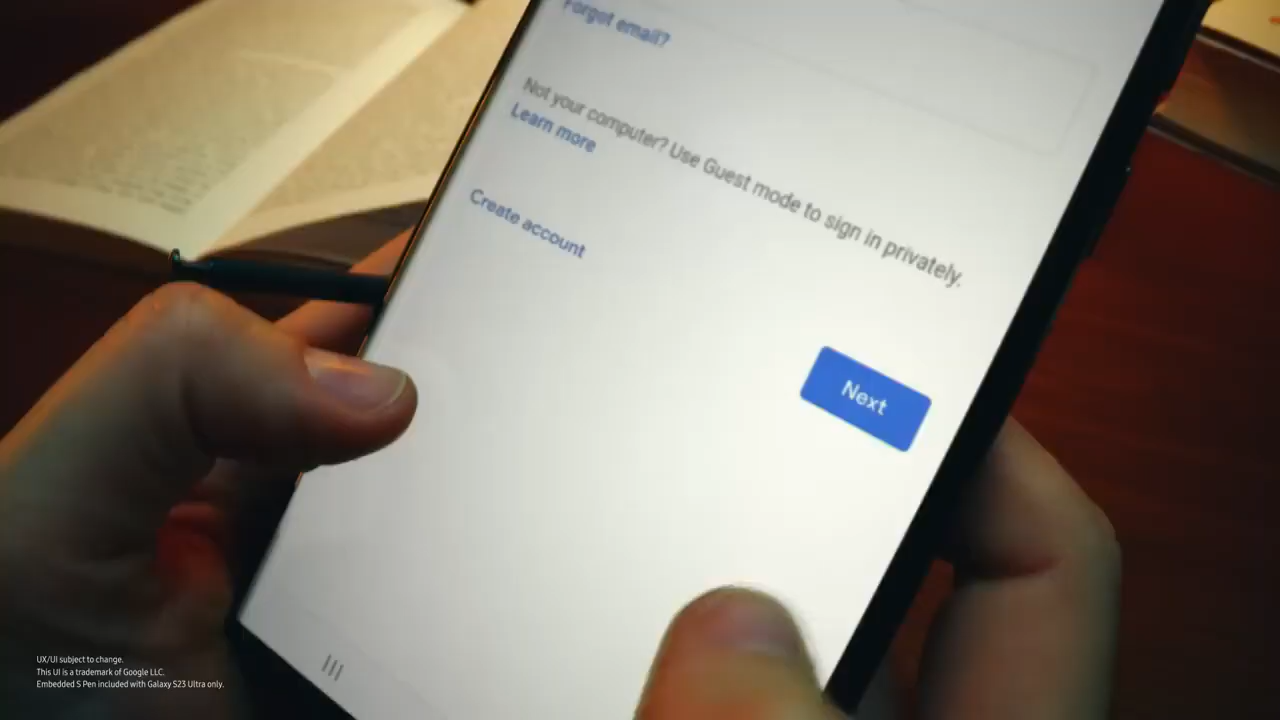 Forgot email?
Not your computer? Use Guest mode to sign in privately.
Learn more
Create account
Next
UX/UI subject to change.
This UI is a trademark of Google LLC.
Embedded S Pen included with Galaxy S23 Ultra only.